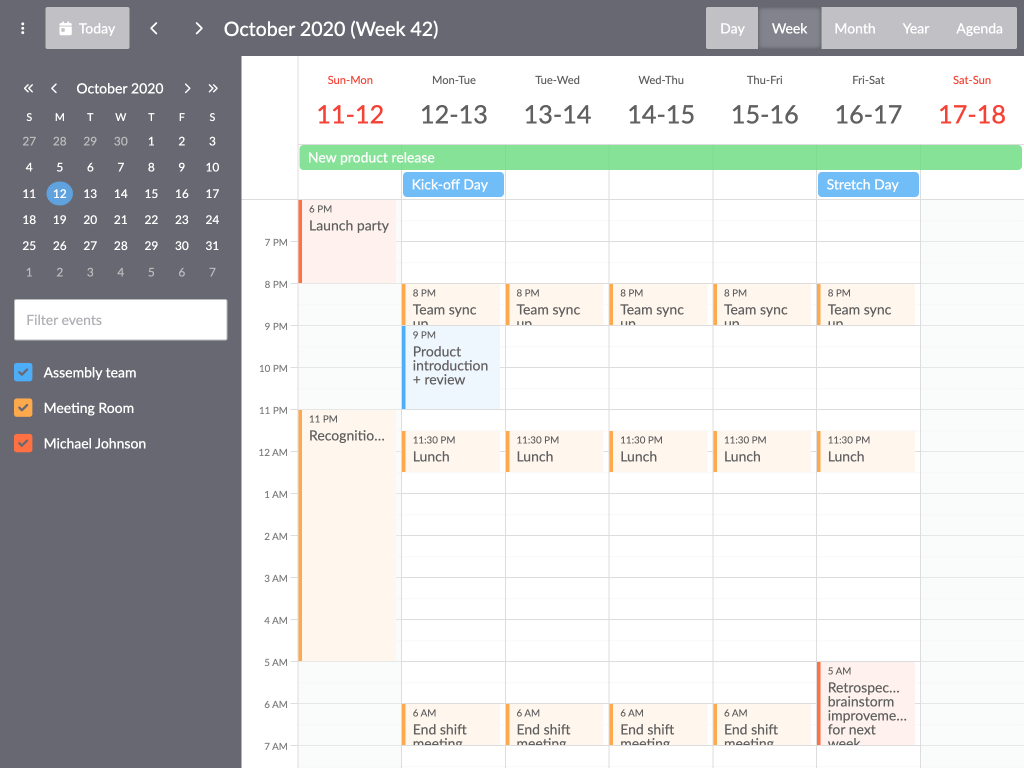 Today
October 2020 (Week 42)
Day
Week
Month
Year
Agenda
October 2020
S M T W T F S
27 28 29 30 1 2 3
4 5 6 7 8 9 10
11 12 13 14 15 16 17
18 19 20 21 22 23 24
25 26 27 28 29 30 31
1 2 3 4 5 6 7
Filter events
Assembly team
Meeting Room
Michael Johnson
Sun-Mon Mon-Tue Tue-Wed Wed-Thu Thu-Fri Fri-Sat Sat-Sun
11-12 12-13 13-14 14-15 15-16 16-17 17-18
New product release
Kick-off Day
Stretch Day
7 PM
8 PM
9 PM
10 PM
11 PM
12 AM
1 AM
2 AM
3 AM
4 AM
5 AM
6 AM
7 AM
6 PM
Launch party
11 PM
Recognitio...
8 PM
Team sync
up
9 PM
Product
introduction
+ review
11:30 PM
Lunch
6 AM
End shift
meeting
8 PM
Team sync
up
11:30 PM
Lunch
6 AM
End shift
meeting
8 PM
Team sync
up
11:30 PM
Lunch
6 AM
End shift
meeting
8 PM
Team sync
up
11:30 PM
Lunch
6 AM
End shift
meeting
8 PM
Team sync
up
11:30 PM
Lunch
5 AM
Retrospec...
brainstorm
improveme...
for next
week